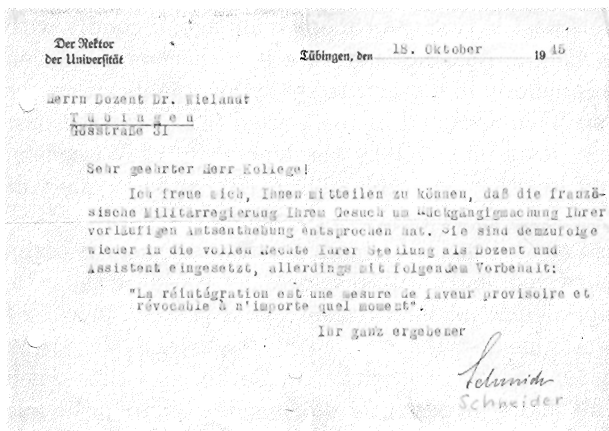 Der Rektor
der Universität
Tübingen, den 18. Oktober 1945
Herrn Dozent Dr. Wielandt
Tübingen
Gösstraße 31
Sehr geehrter Herr Kollege!
Ich freue mich, Ihnen mitteilen zu können, daß die franzö-
sische Militärregierung Ihrem Gesuch um Rückgängigmachung Ihrer
vorläufigen Amtsenthebung entsprochen hat. Sie sind demzufolge
wieder in die vollen Rechte Ihrer Stellung als Dozent und
Assistent eingesetzt, allerdings mit folgendem Vorbehalt:
"La réintégration est une mesure de faveur provisoire et
révocable à n'importe quel moment".
Ihr ganz ergebener
Schneider